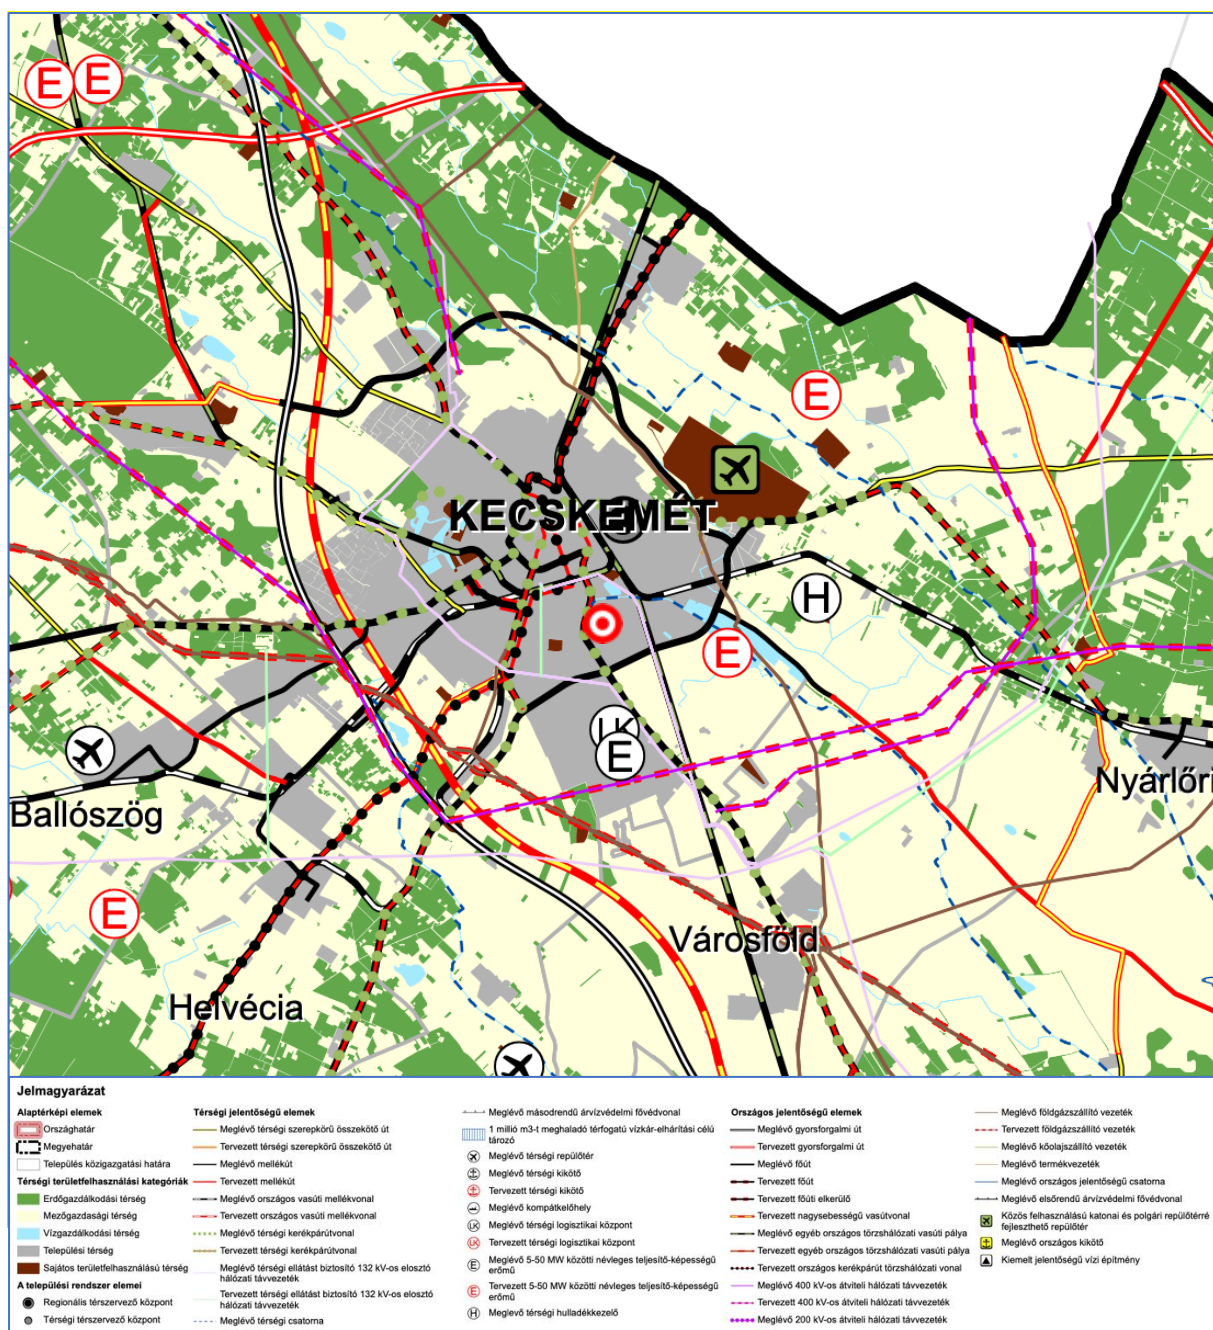 E
E
E
KECSKEMÉT
H
E
LK
E
Nyárlőri
Ballószög
E
Városföld
Helvécia
Jelmagyarázat
Alaptérképi elemek
Országhatár
Megyehatár
Település közigazgatási határa
Térségi területfelhasználási kategóriák
Erdőgazdálkodási térség
Mezőgazdasági térség
Vízgazdálkodási térség
Települési térség
Sajátos területfelhasználású térség
A települési rendszer elemei
Regionális térszervező központ
Térségi térszervező központ
Térségi jelentőségű elemek
Meglévő térségi szerepkörű összekötő út
Tervezett térségi szerepkörű összekötő út
Meglévő mellékút
Tervezett mellékút
Meglévő országos vasúti mellékvonal
Tervezett országos vasúti mellékvonal
Meglévő térségi kerékpárútvonal
Tervezett térségi kerékpárútvonal
Meglévő térségi ellátást biztosító 132 kV-os elosztó
hálózati távvezeték
Tervezett térségi ellátást biztosító 132 kV-os elosztó
hálózati távvezeték
Meglévő térségi csatorna
Meglévő másodrendű árvízvédelmi fővédvonal
1 millió m3-t meghaladó térfogatú vízkár-elhárítási célú
tározó
Meglévő térségi repülőtér
Meglévő térségi kikötő
Tervezett térségi kikötő
Meglévő kompátkelőhely
LK Meglévő térségi logisztikai központ
LK Tervezett térségi logisztikai központ
E Meglévő 5-50 MW közötti névleges teljesítő-képességű
erőmű
E Tervezett 5-50 MW közötti névleges teljesítő-képességű
erőmű
H Meglevő térségi hulladékkezelő
Országos jelentőségű elemek
Meglévő gyorsforgalmi út
Tervezett gyorsforgalmi út
Meglévő főút
Tervezett főút
Tervezett főúti elkerülő
Tervezett nagysebességű vasútvonal
Meglévő egyéb országos törzshálózati vasúti pálya
Tervezett egyéb országos törzshálózati vasúti pálya
Tervezett országos kerékpárút törzshálózati vonal
Meglévő 400 kV-os átviteli hálózati távvezeték
Tervezett 400 kV-os átviteli hálózati távvezeték
Meglévő 200 kV-os átviteli hálózati távvezeték
Meglévő földgázszállító vezeték
Tervezett földgázszállító vezeték
Meglévő kőolajszállító vezeték
Meglévő termékvezeték
Meglévő országos jelentőségű csatorna
Meglévő elsőrendű árvízvédelmi fővédvonal
Közös felhasználású katonai és polgári repülőtérré
fejleszthető repülőtér
Meglévő országos kikötő
Kiemelt jelentőségű vízi építmény